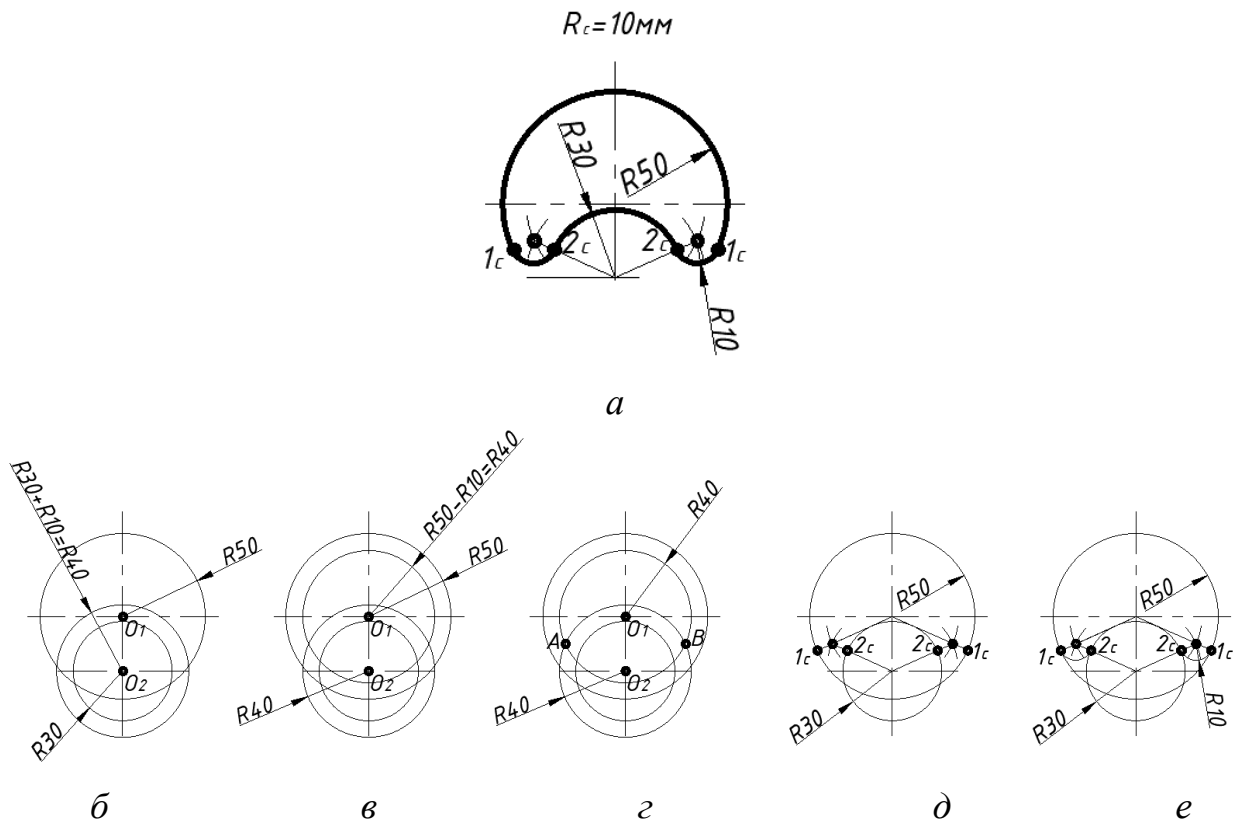 Rc=10мм
R30
R50
1c
2c
2c
1c
R10
а
R30+R10=R40
R50
O1
O2
R30
R50-R10=R40
R50
O1
O2
R40
R40
O1
A
B
O2
R40
R50
1c
2c
2c
1c
R30
R50
1c
2c
2c
1c
R30
R10
б
в
г
д
е